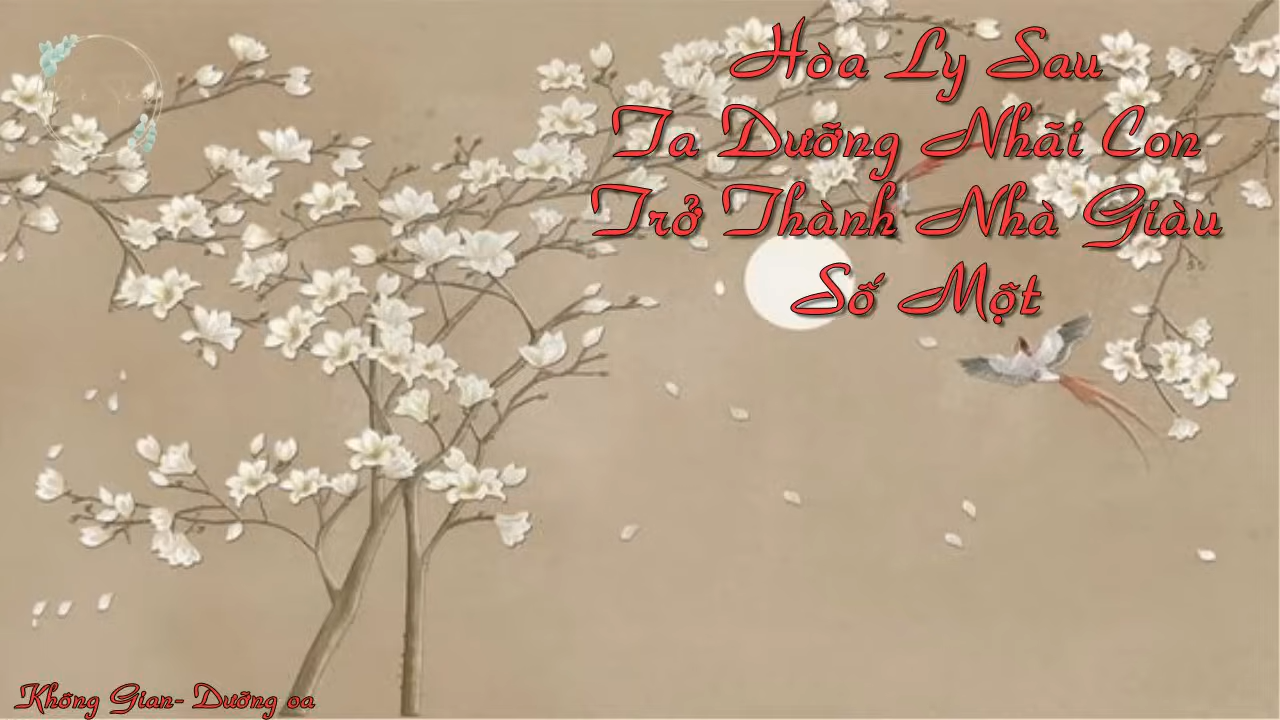 Hòa Ly Sau
Ta Dưỡng Nhãi Con
Trở Thành Nhà Giàu
Số Một
Không Gian- Dưỡng oa